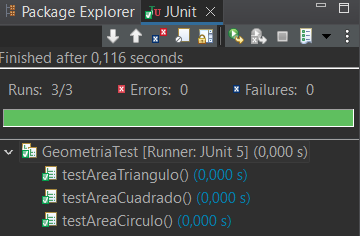 Package Explorer JUnit
Finished after 0,116 seconds
Runs: 3/3 Errors: 0 Failures: 0
GeometriaTest [Runner: JUnit 5] (0,000 s)
testAreaTriangulo() (0,000 s)
testAreaCuadrado() (0,000 s)
testAreaCirculo() (0,000 s)